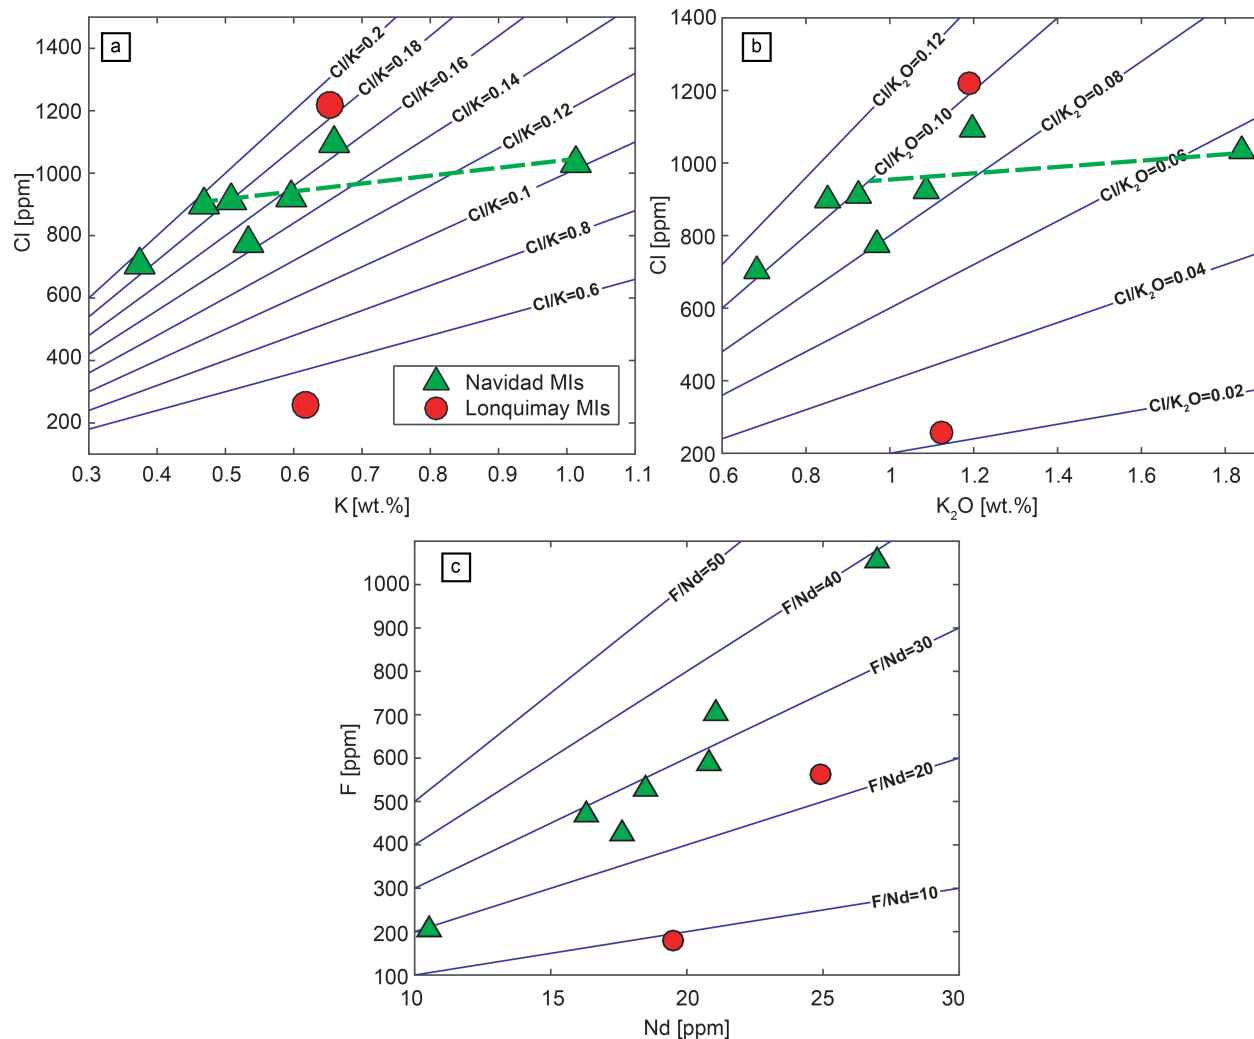 a
1400
1200
1000
800
600
400
200
Cl [ppm]
Cl/K=0.2
Cl/K=0.18
Cl/K=0.16
Cl/K=0.14
Cl/K=0.12
Cl/K=0.1
Cl/K=0.8
Cl/K=0.6
Navidad MIs
Lonquimay MIs
0.3 0.4 0.5 0.6 0.7 0.8 0.9 1.0 1.1
K [wt.%]
b
1400
1200
1000
800
600
400
200
Cl [ppm]
Cl/K₂O=0.12
Cl/K₂O=0.10
Cl/K₂O=0.08
Cl/K₂O=0.06
Cl/K₂O=0.04
Cl/K₂O=0.02
0.6 0.8 1 1.2 1.4 1.6 1.8
K₂O [wt.%]
c
1000
900
800
700
600
500
400
300
200
100
F [ppm]
F/Nd=50
F/Nd=40
F/Nd=30
F/Nd=20
F/Nd=10
10 15 20 25 30
Nd [ppm]